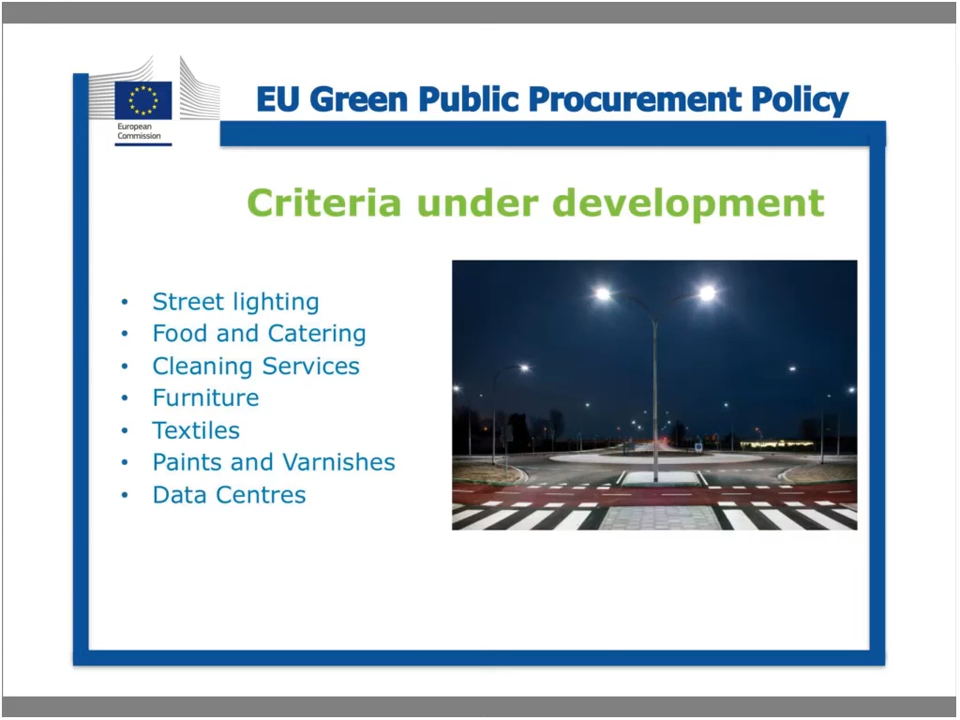 EU Green Public Procurement Policy
European
Commission
Criteria under development
• Street lighting
• Food and Catering
• Cleaning Services
• Furniture
• Textiles
• Paints and Varnishes
• Data Centres